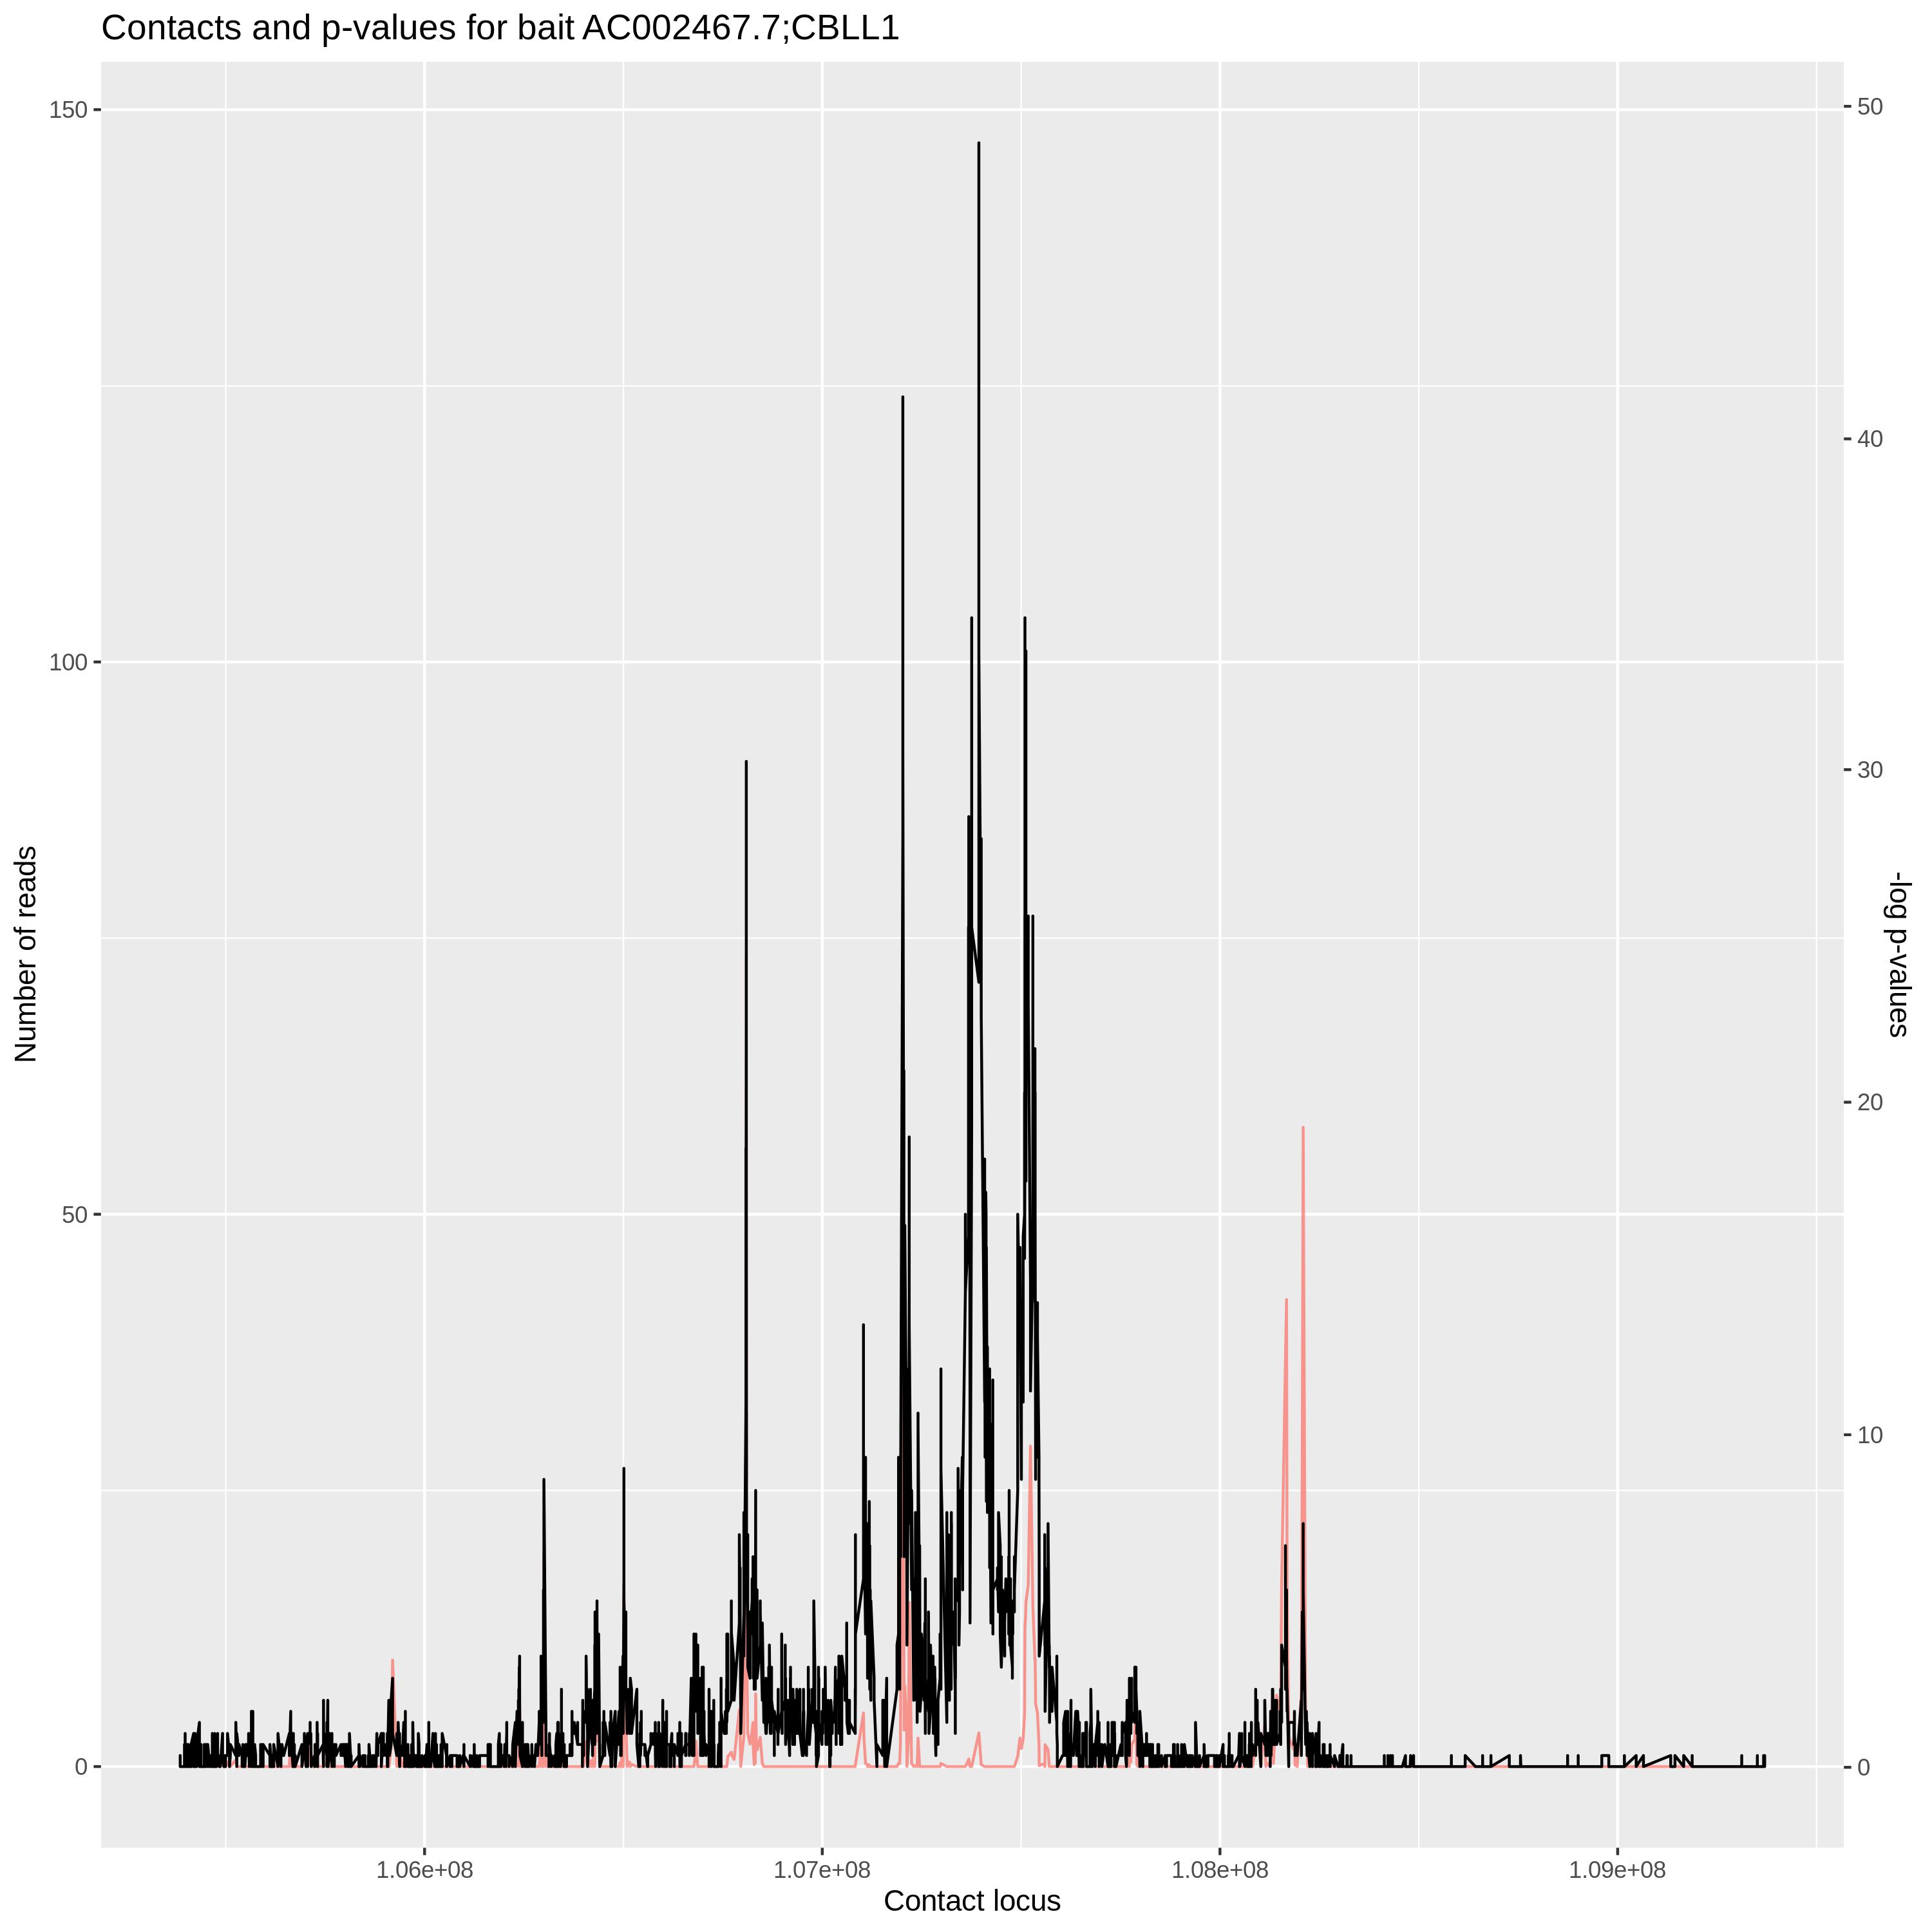 Contacts and p-values for bait AC002467.7;CBLL1
150
100
50
0
Number of reads
50
40
30
20
10
0
-log p-values
1.06e+08
1.07e+08
1.08e+08
1.09e+08
Contact locus